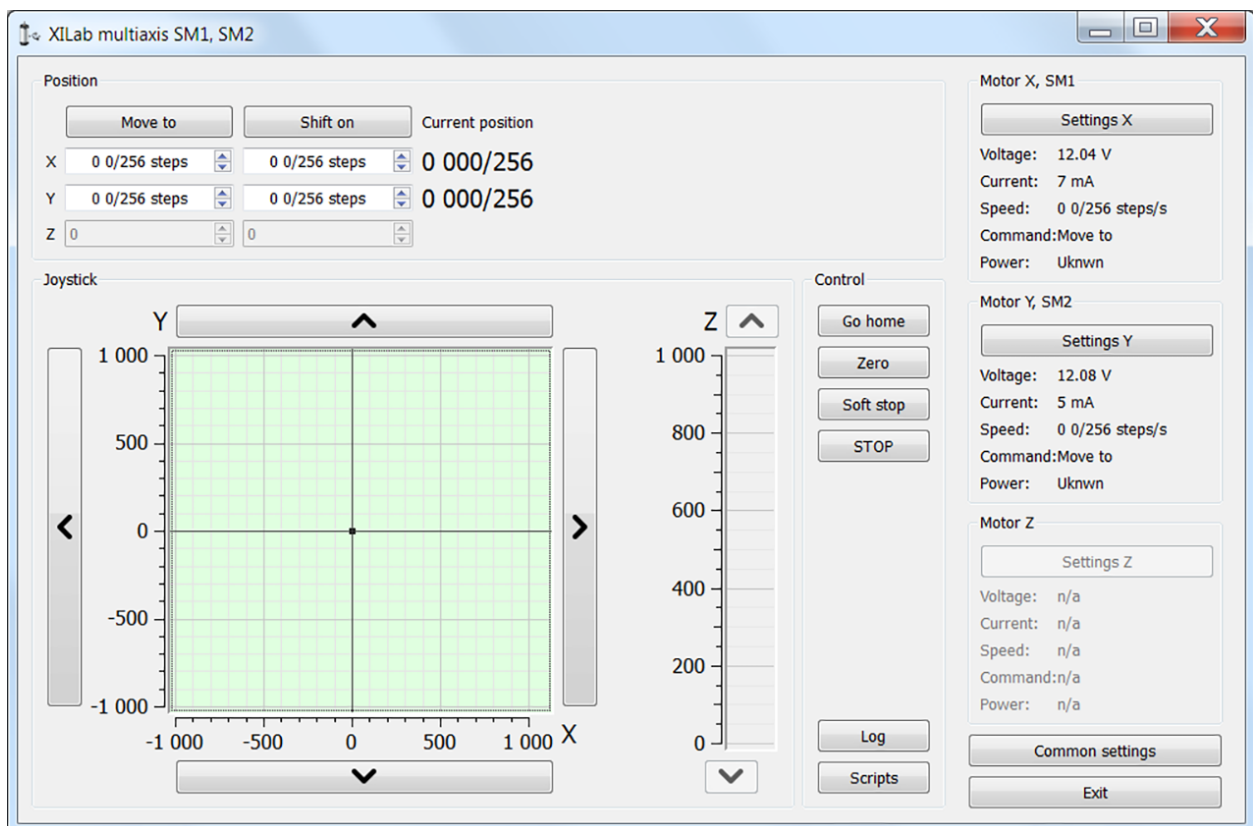 XILab multiaxis SM1, SM2
Position
Move to Shift on Current position
X 0 0/256 steps 0 0/256 steps 0 000/256
Y 0 0/256 steps 0 0/256 steps 0 000/256
Z 0 0
Joystick
Y
1 000
500
0
-500
-1 000
-1 000 -500 0 500 1 000 X
Z
1 000
800
600
400
200
0
Control
Go home
Zero
Soft stop
STOP
Log
Scripts
Motor X, SM1
Settings X
Voltage: 12.04 V
Current: 7 mA
Speed: 0 0/256 steps/s
Command:Move to
Power: Uknwn
Motor Y, SM2
Settings Y
Voltage: 12.08 V
Current: 5 mA
Speed: 0 0/256 steps/s
Command:Move to
Power: Uknwn
Motor Z
Settings Z
Voltage: n/a
Current: n/a
Speed: n/a
Command:n/a
Power: n/a
Common settings
Exit